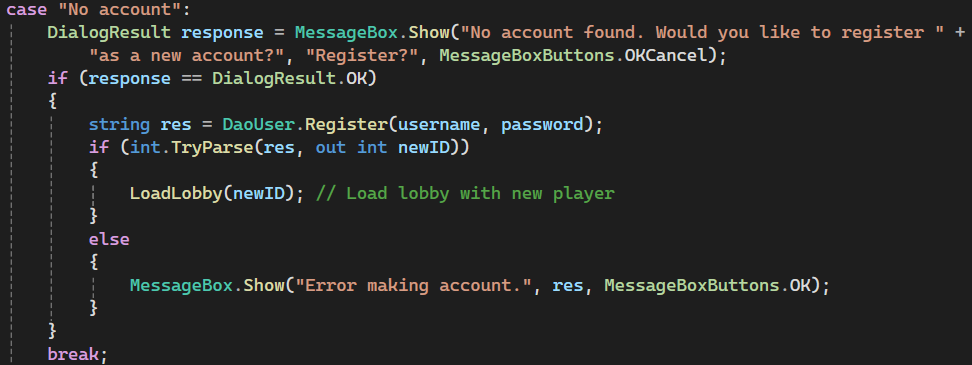 case "No account":
DialogResult response = MessageBox.Show("No account found. Would you like to register " +
"as a new account?", "Register?", MessageBoxButtons.OKCancel);
if (response == DialogResult.OK)
{
string res = DaoUser.Register(username, password);
if (int.TryParse(res, out int newID))
{
LoadLobby(newID); // Load lobby with new player
}
else
{
MessageBox.Show("Error making account.", res, MessageBoxButtons.OK);
}
}
break;